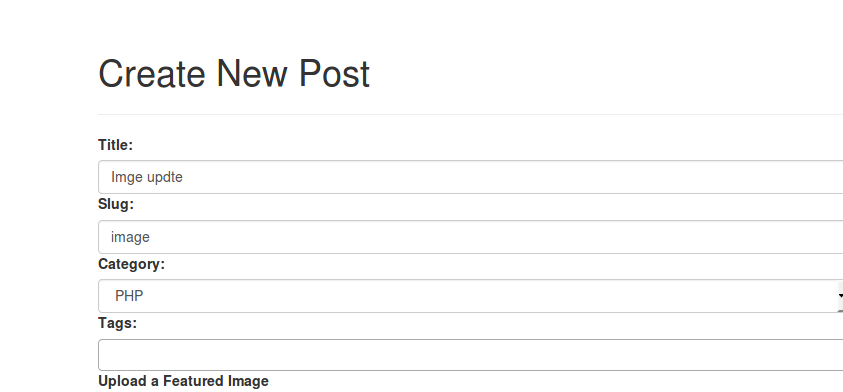 Create New Post
Title:
Imge updte
Slug:
image
Category:
PHP
Tags:
Upload a Featured Image